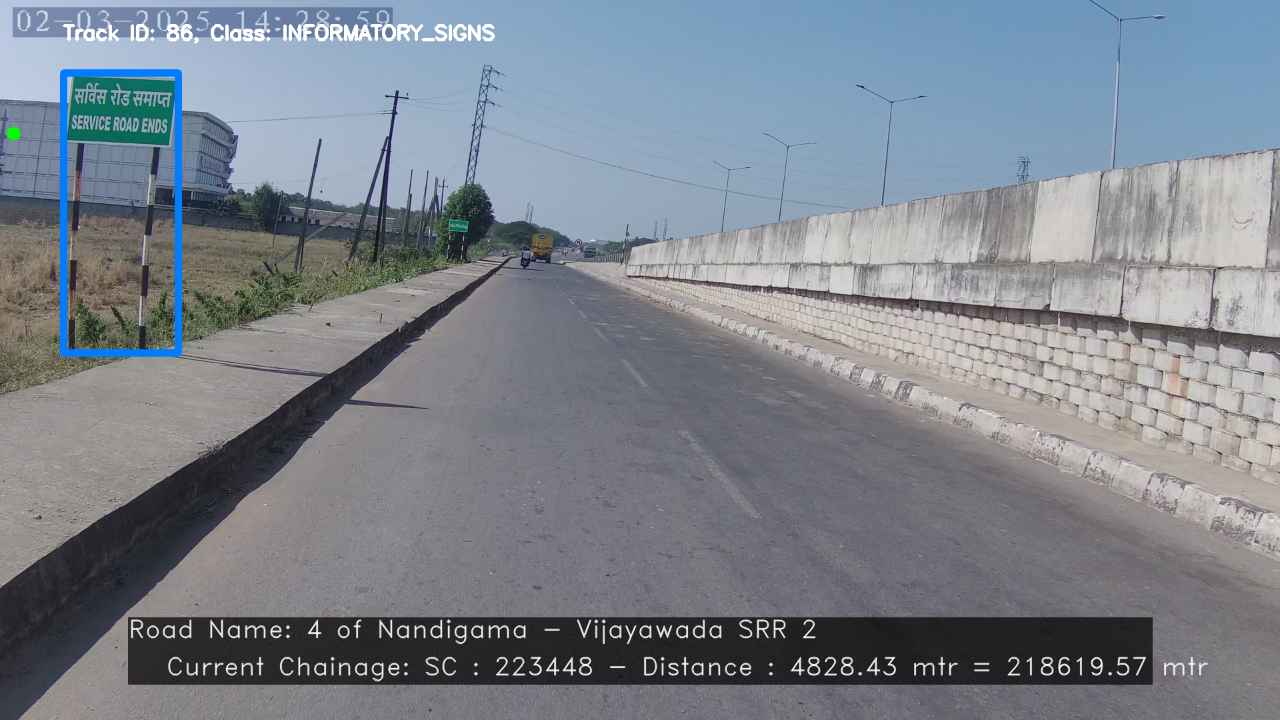 02-03-2025 14:28:59
Track ID: 86, Class: INFORMATORY_SIGNS
सर्विस रोड समाप्त
SERVICE ROAD ENDS
Road Name: 4 of Nandigama - Vijayawada SRR 2
Current Chainage: SC : 223448 - Distance : 4828.43 mtr = 218619.57 mtr